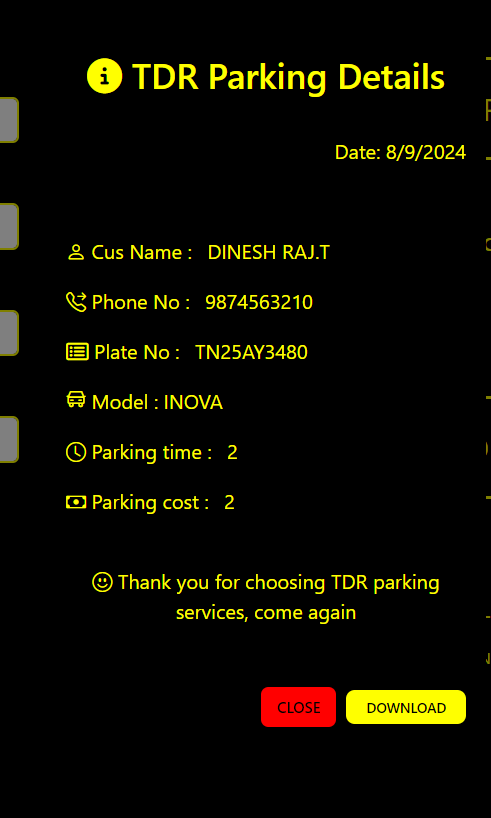 TDR Parking Details
Date: 8/9/2024
Cus Name : DINESH RAJ.T
Phone No : 9874563210
Plate No : TN25AY3480
Model : INOVA
Parking time : 2
Parking cost : 2
Thank you for choosing TDR parking
services, come again
CLOSE
DOWNLOAD